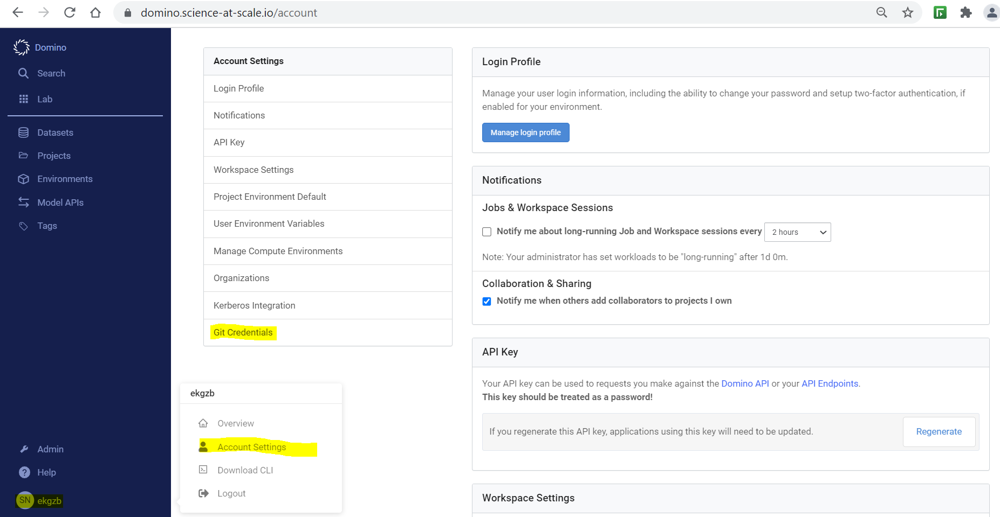 domino.science-at-scale.io/account
Domino
Search
Lab
Datasets
Projects
Environments
Model APIs
Tags
Admin
Help
SN ekgzb
Account Settings
Login Profile
Notifications
API Key
Workspace Settings
Project Environment Default
User Environment Variables
Manage Compute Environments
Organizations
Kerberos Integration
Git Credentials
ekgzb
Overview
Account Settings
Download CLI
Logout
Login Profile
Manage your user login information, including the ability to change your password and setup two-factor authentication, if
enabled for your environment.
Manage login profile
Notifications
Jobs & Workspace Sessions
Notify me about long-running Job and Workspace sessions every 2 hours
Note: Your administrator has set workloads to be "long-running" after 1d 0m.
Collaboration & Sharing
Notify me when others add collaborators to projects I own
API Key
Your API key can be used to requests you make against the Domino API or your API Endpoints.
This key should be treated as a password!
If you regenerate this API key, applications using this key will need to be updated.
Regenerate
Workspace Settings